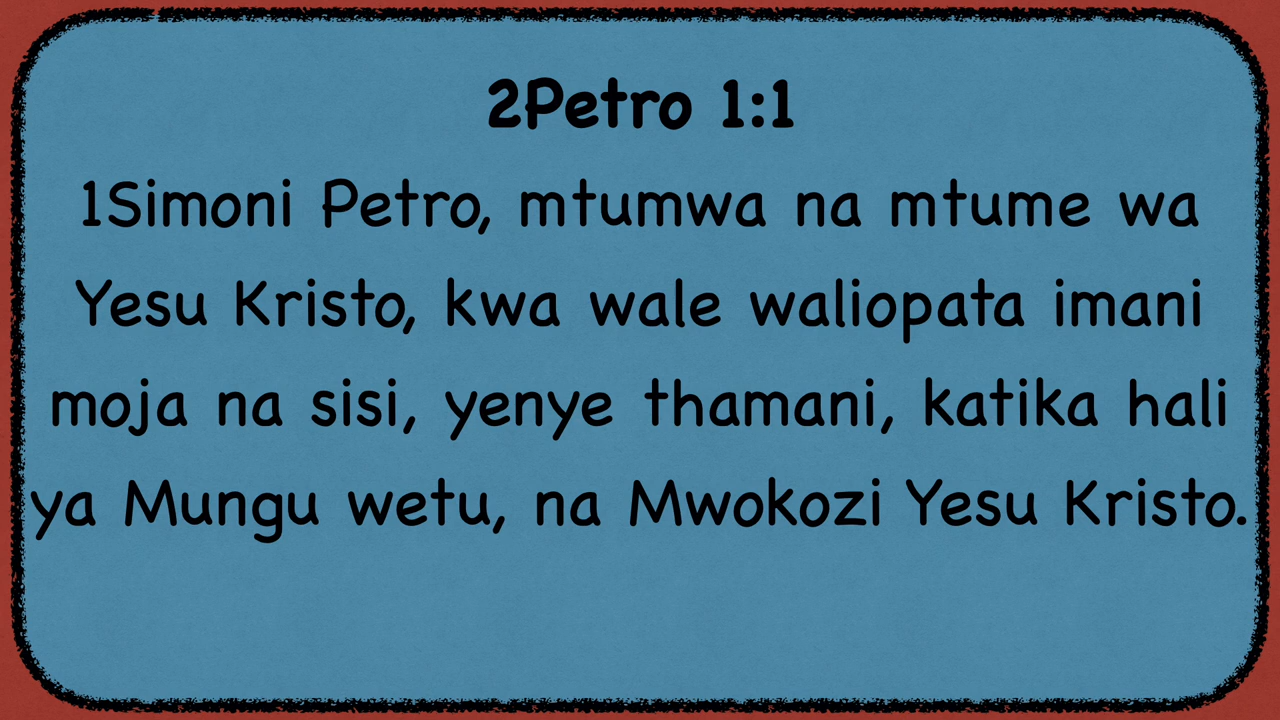 2Petro 1:1
1Simoni Petro, mtumwa na mtume wa
Yesu Kristo, kwa wale waliopata imani
moja na sisi, yenye thamani, katika hali
ya Mungu wetu, na Mwokozi Yesu Kristo.